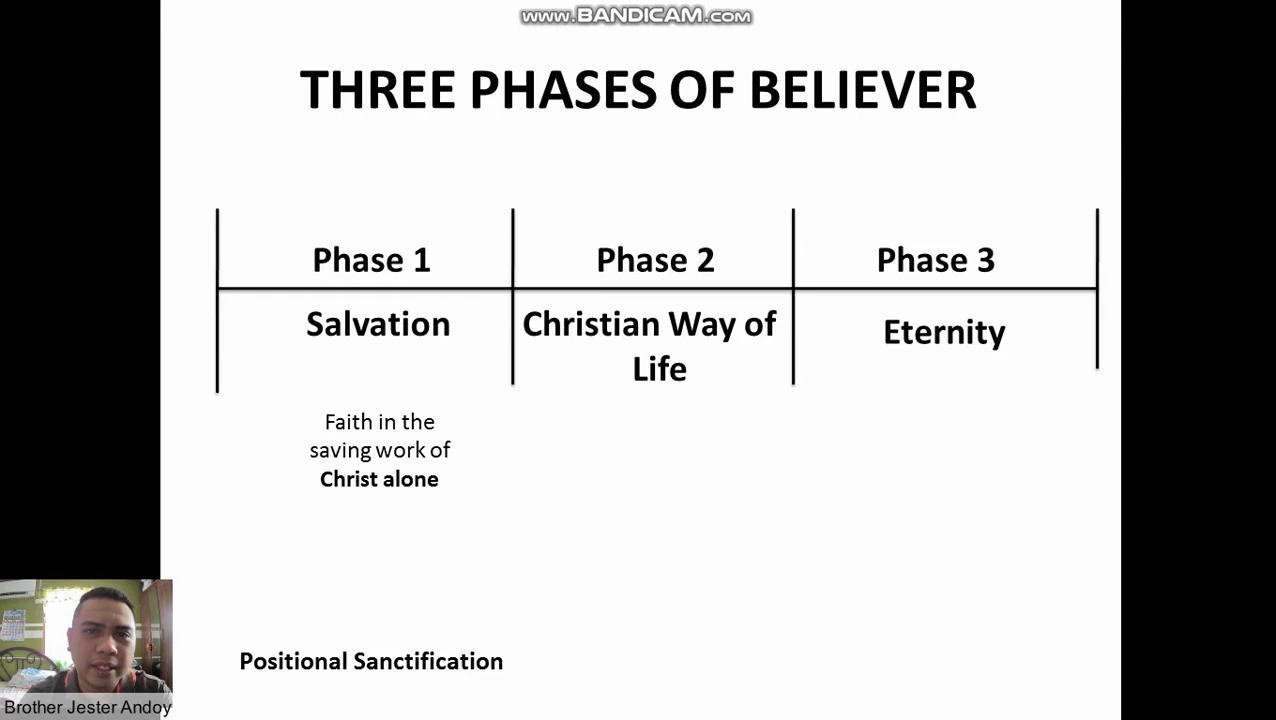 www.BANDICAM.com
THREE PHASES OF BELIEVER
Phase 1
Phase 2
Phase 3
Salvation
Christian Way of
Life
Eternity
Faith in the
saving work of
Christ alone
Positional Sanctification
Brother Jester Andoy